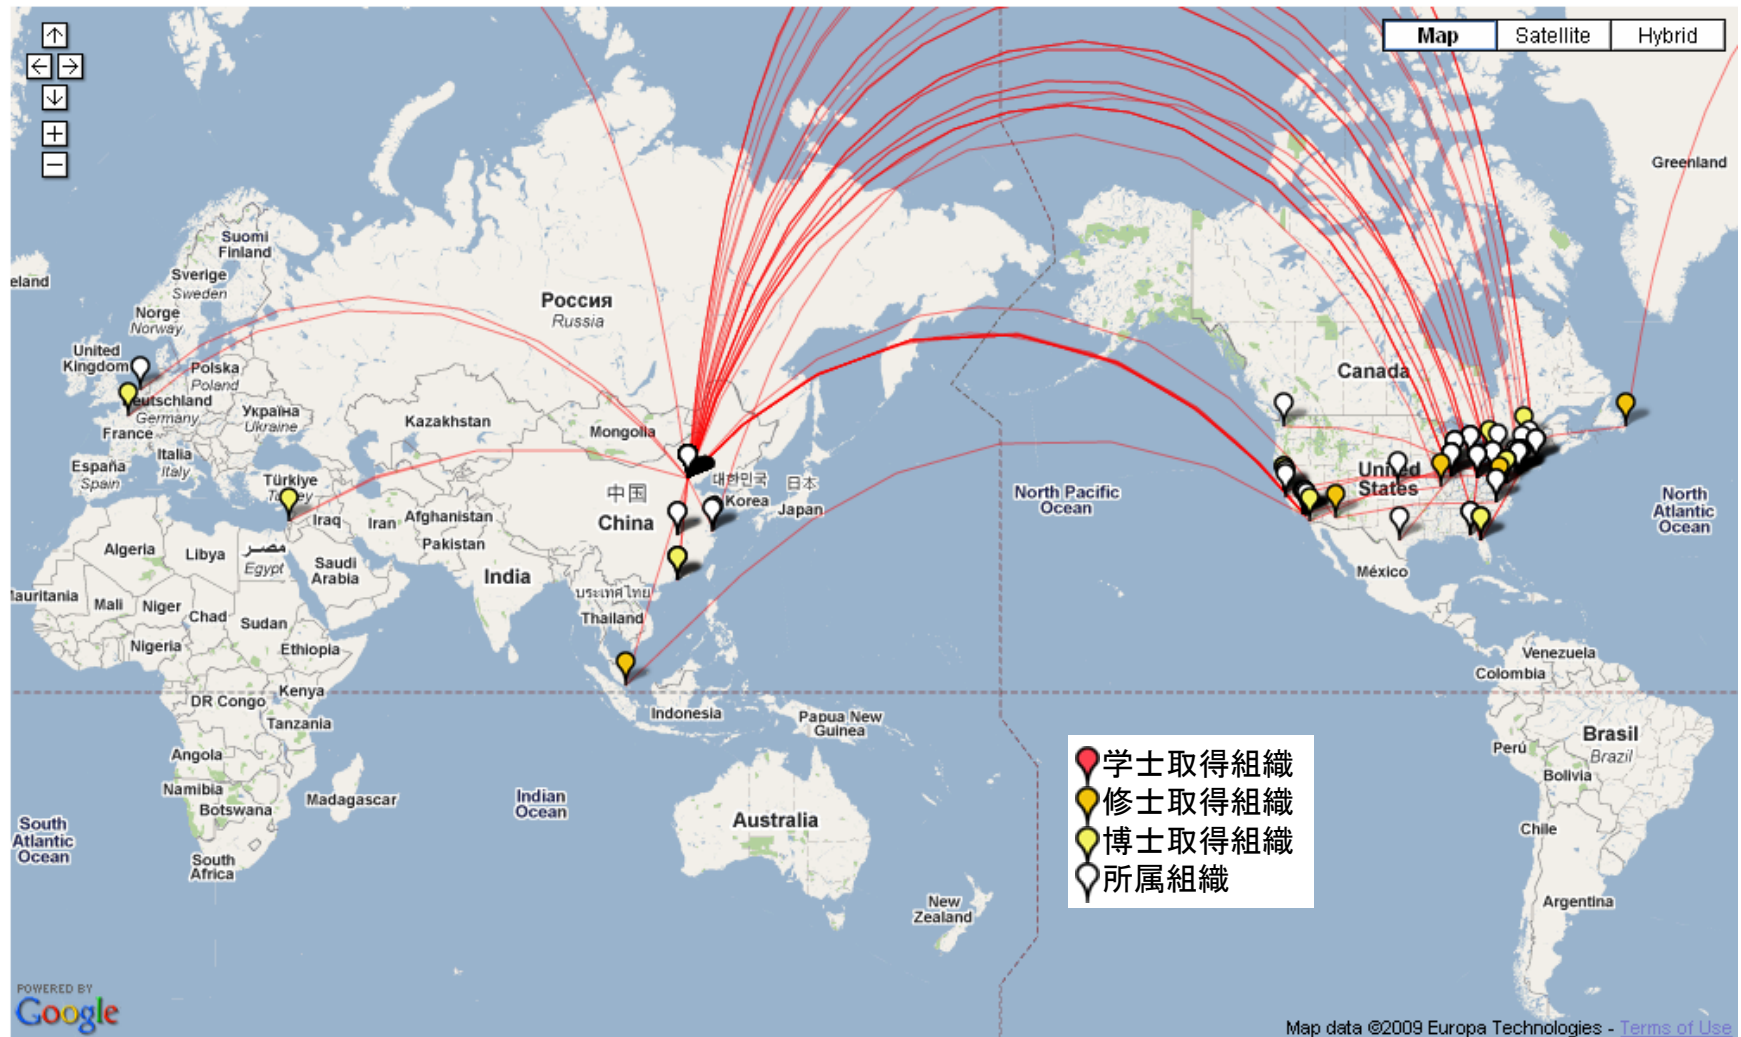 Map
Satellite
Hybrid
Greenland
Suomi
Finland
eland
Sverige
Sweden
Россия
Russia
Norge
Norway
United
Kingdom
Polska
Poland
Canada
eutschland
Germany
Україна
Ukraine
Kazakhstan
Mongolia
France
Italia
Italy
España
Spain
Türkiye
대한민국
Korea
日本
Japan
中国
China
United
States
North Pacific
Ocean
North
Atlantic
Ocean
Iraq
Iran
Afghanistan
Pakistan
Algeria
Libya
مصر
Egypt
Saudi
Arabia
India
México
auritania
Mali
Niger
Chad
Sudan
ประเทศไทย
Thailand
Nigeria
Ethiopia
Venezuela
Colombia
Kenya
DR Congo
Tanzania
Indonesia
Papua New
Guinea
Perú
Brasil
Brazil
Bolivia
Angola
Namibia
Botswana
Madagascar
Indian
Ocean
Australia
South
Atlantic
Ocean
South
Africa
Chile
New
Zealand
Argentina
学士取得組織
修士取得組織
博士取得組織
所属組織
POWERED BY
Google
Map data ©2009 Europa Technologies - Terms of Use